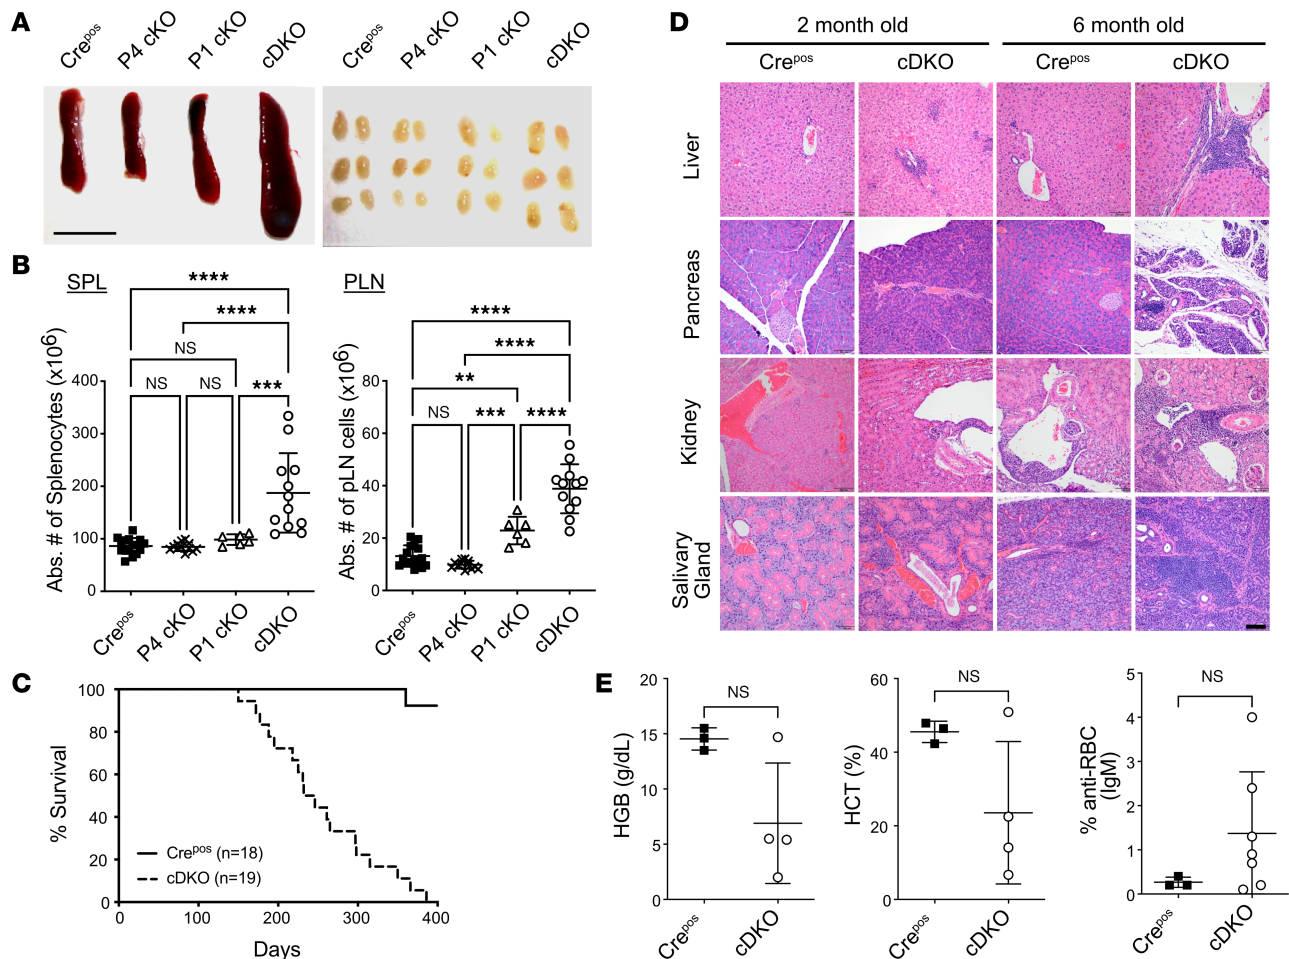 A
Crepos
P4 cKO
P1 cKO
cDKO
Crepos
P4 cKO
P1 cKO
cDKO
B
SPL
****
****
NS
NS
NS
***
Abs. # of Splenocytes (x106)
400
300
200
100
0
Crepos
P4 cKO
P1 cKO
cDKO
PLN
****
****
**
NS
***
****
Abs. # of pLN cells (x106)
80
60
40
20
0
Crepos
P4 cKO
P1 cKO
cDKO
C
% Survival
100
80
60
40
20
0
Crepos (n=18)
cDKO (n=19)
0
100
200
300
400
Days
D
2 month old
6 month old
Crepos
cDKO
Crepos
cDKO
Liver
Pancreas
Kidney
Salivary
Gland
E
HGB (g/dL)
20
15
10
5
0
NS
Crepos
cDKO
HCT (%)
60
40
20
0
NS
Crepos
cDKO
% anti-RBC
(IgM)
5
4
3
2
1
0
NS
Crepos
cDKO